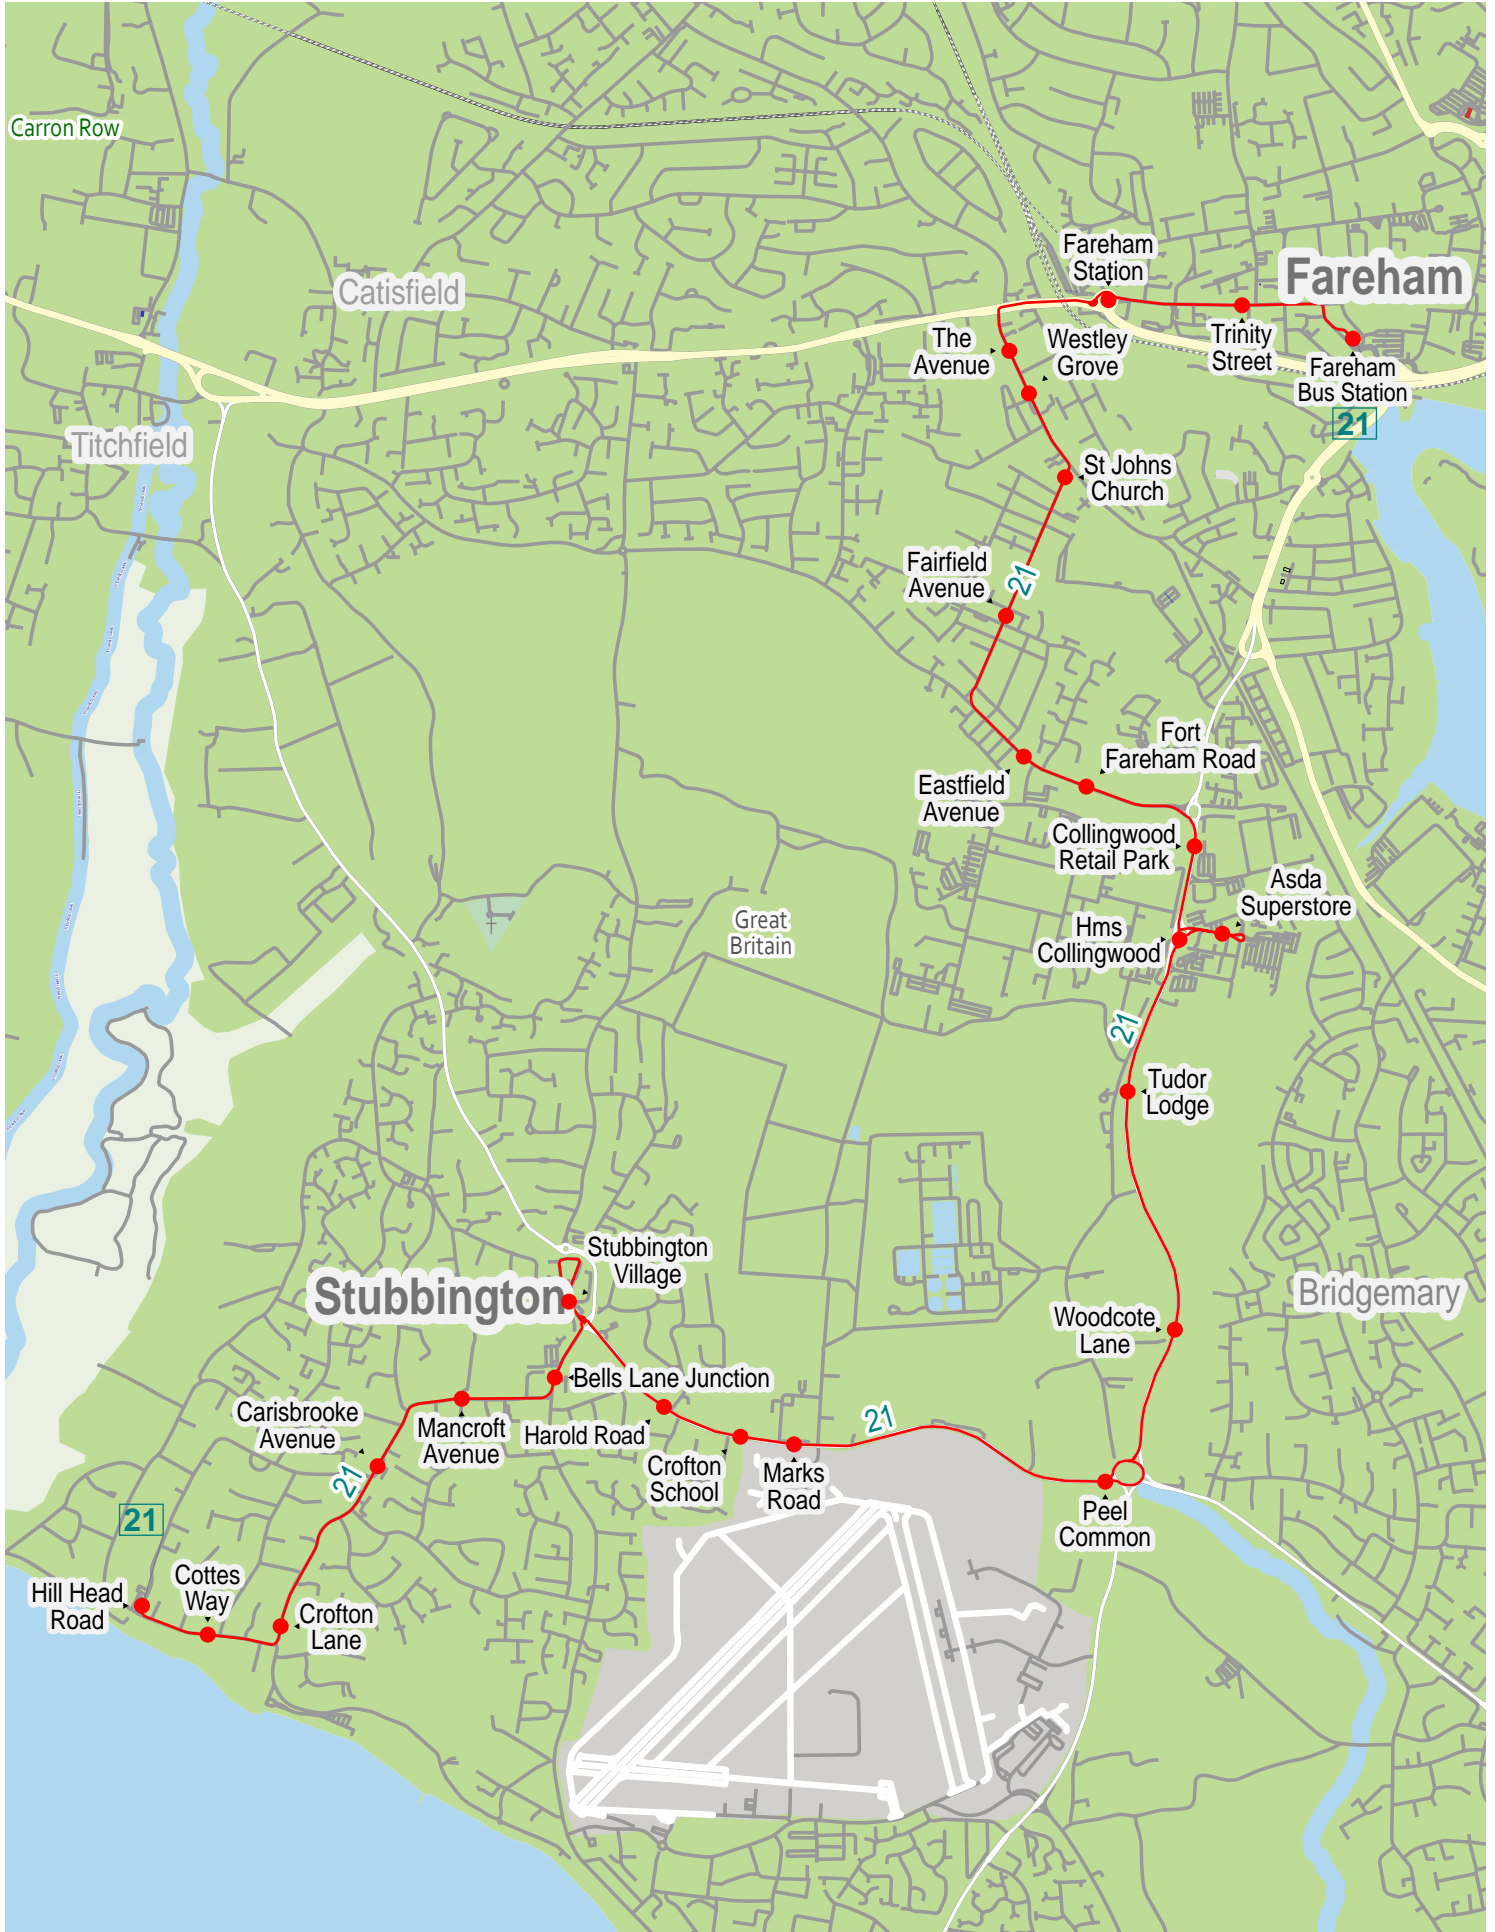 Carron Row
Fareham
Station
Fareham
Catisfield
The
Avenue
Westley
Grove
Trinity
Street
Fareham
Bus Station
21
Titchfield
St Johns
Church
Fairfield
Avenue
21
Fort
Fareham Road
Eastfield
Avenue
Collingwood
Retail Park
Asda
Superstore
Great
Britain
Hms
Collingwood
21
Tudor
Lodge
Stubbington
Village
Stubbington
Bridgemary
Woodcote
Lane
Bells Lane Junction
Carisbrooke
Avenue
Mancroft
Avenue
Harold Road
21
Crofton
School
Marks
Road
21
21
Peel
Common
Hill Head
Road
Cottes
Way
Crofton
Lane